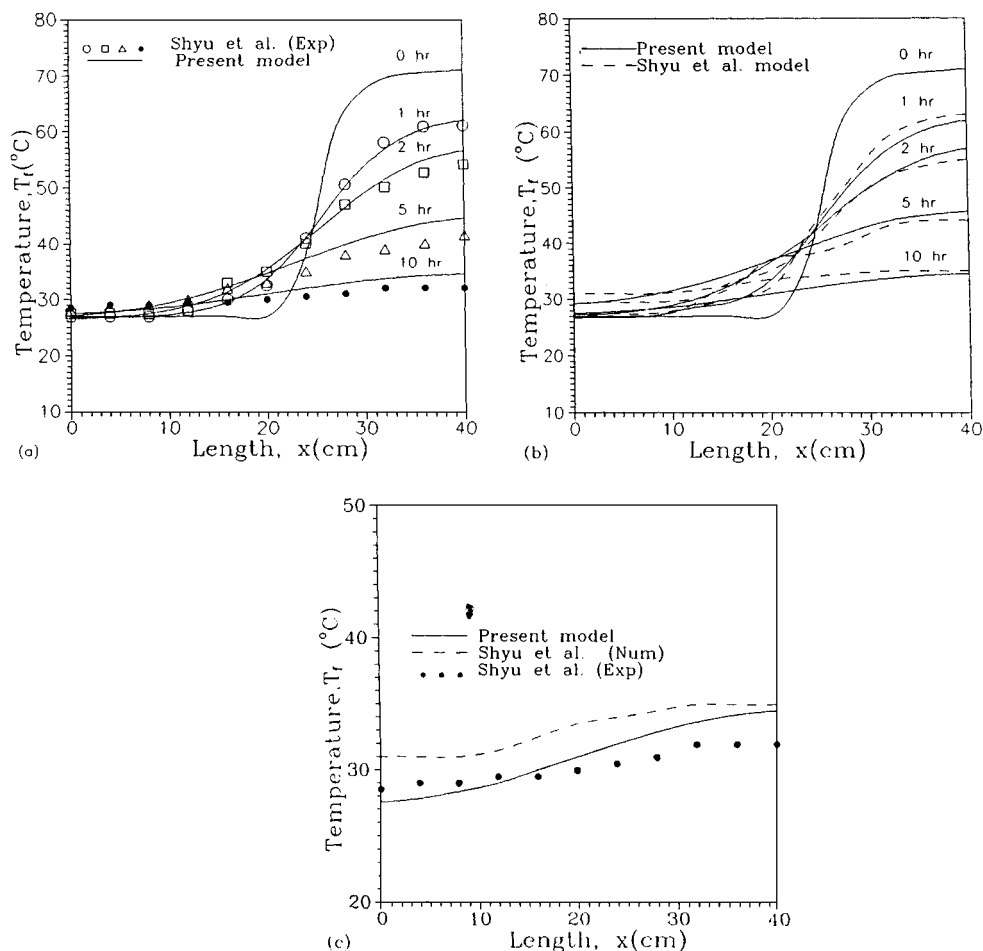 80
70
60
50
40
30
20
10
Temperature,T_f(°C)
Shyu et al. (Exp)
Present model
0 hr
1 hr
2 hr
5 hr
10 hr
0 10 20 30 40
(a)
Length, x(cm)
80
70
60
50
40
30
20
10
Temperature,T_f (°C)
Present model
Shyu et al. model
0 hr
1 hr
2 hr
5 hr
10 hr
0 10 20 30 40
(b)
Length, x(cm)
50
40
30
20
Temperature,T_f (°C)
Present model
Shyu et al. (Num)
Shyu et al. (Exp)
0 10 20 30 40
(c)
Length, x(cm)